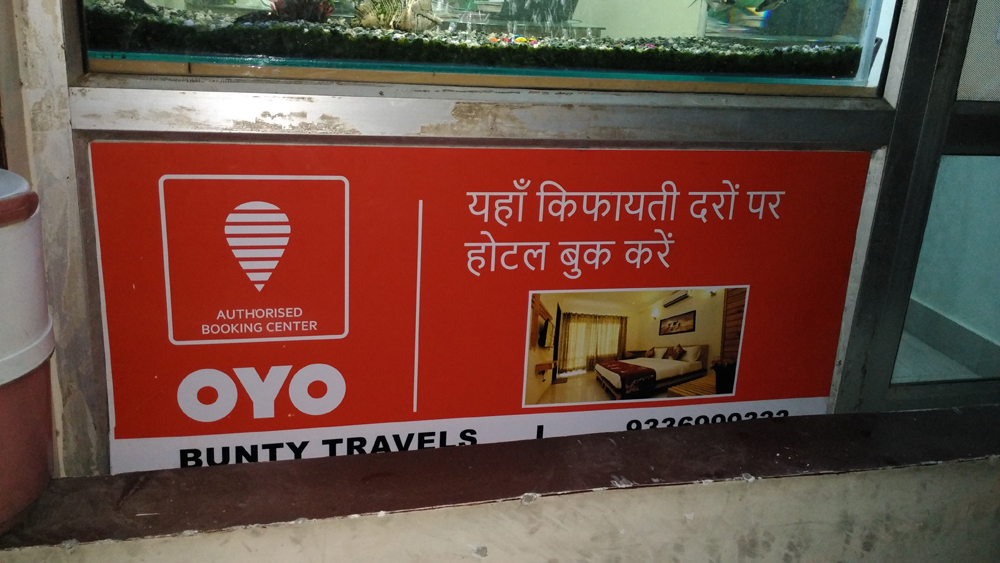 AUTHORISED
BOOKING CENTER
OYO
यहाँ किफायती दरों पर
होटल बुक करें
BUNTY TRAVELS